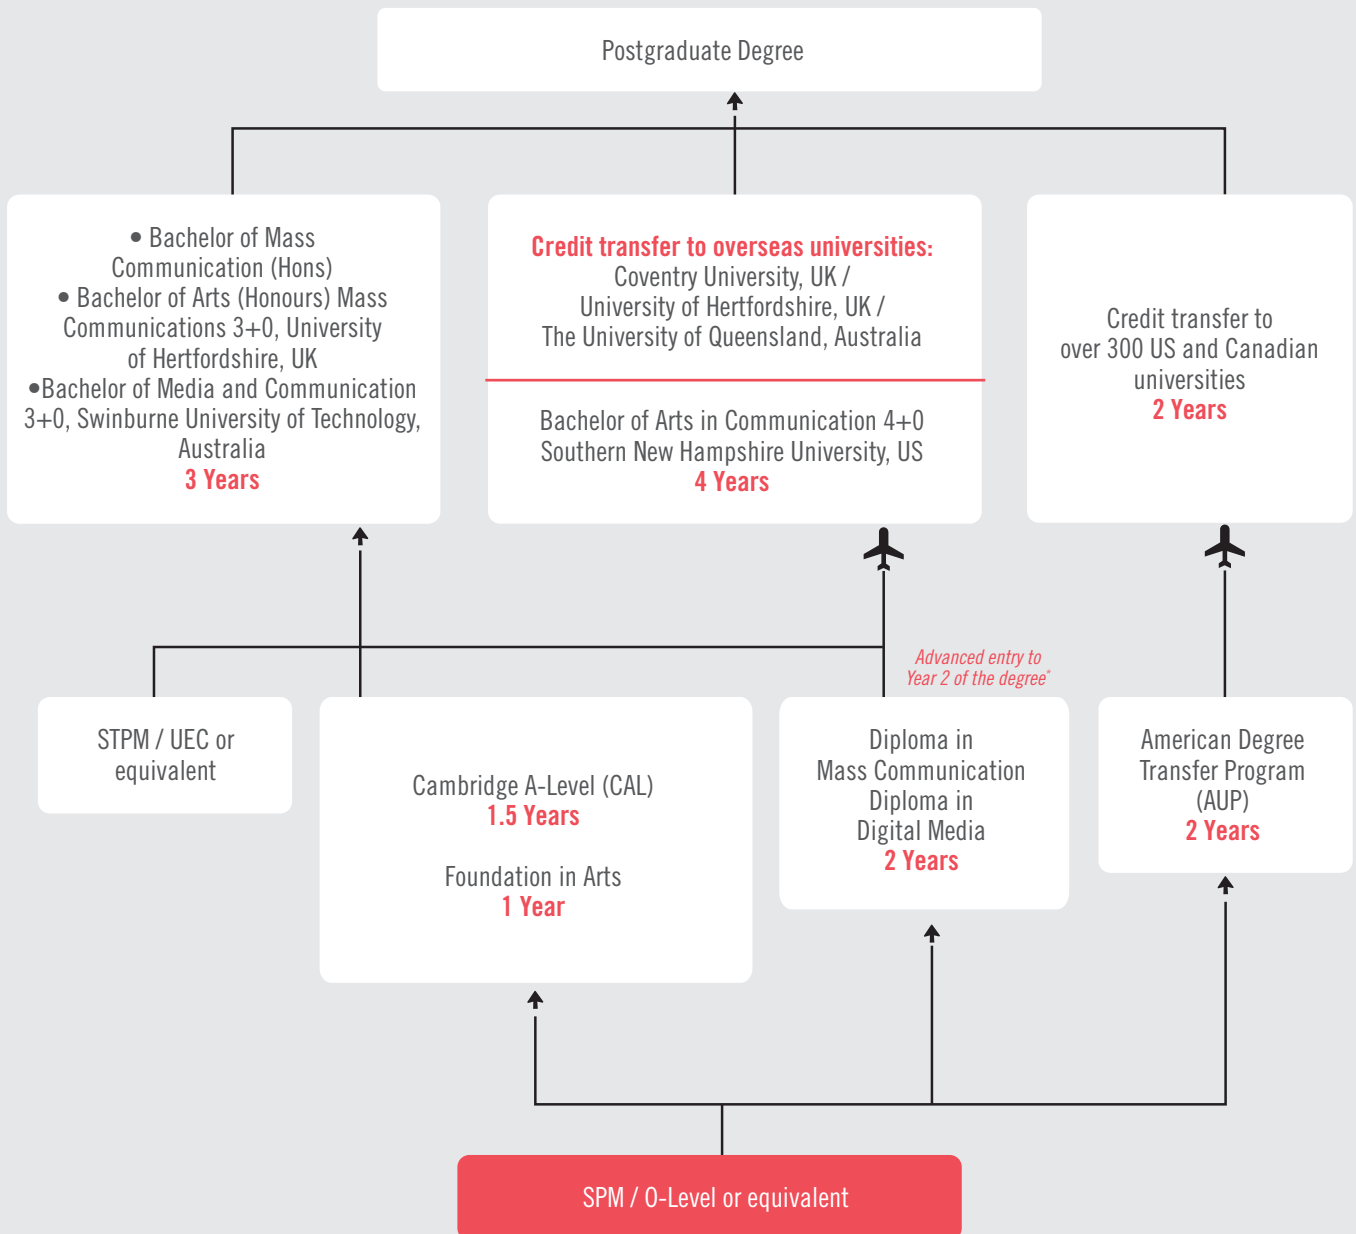 Postgraduate Degree
• Bachelor of Mass
Communication (Hons)
• Bachelor of Arts (Honours) Mass
Communications 3+0, University
of Hertfordshire, UK
•Bachelor of Media and Communication
3+0, Swinburne University of Technology,
Australia
3 Years
Credit transfer to overseas universities:
Coventry University, UK /
University of Hertfordshire, UK /
The University of Queensland, Australia
Bachelor of Arts in Communication 4+0
Southern New Hampshire University, US
4 Years
Credit transfer to
over 300 US and Canadian
universities
2 Years
Advanced entry to
Year 2 of the degree*
STPM / UEC or
equivalent
Cambridge A-Level (CAL)
1.5 Years
Foundation in Arts
1 Year
Diploma in
Mass Communication
Diploma in
Digital Media
2 Years
American Degree
Transfer Program
(AUP)
2 Years
SPM / O-Level or equivalent